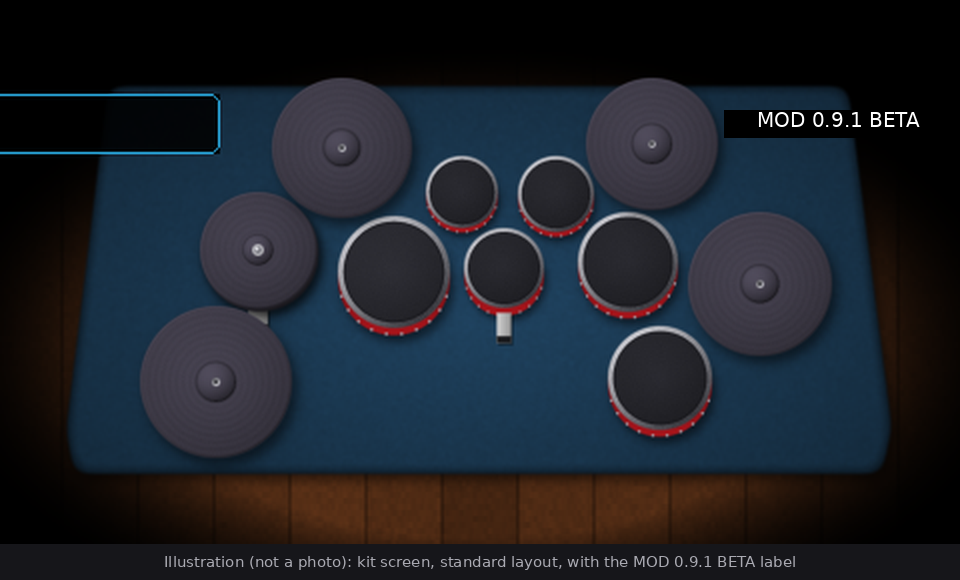 MOD 0.9.1 BETA
Illustration (not a photo): kit screen, standard layout, with the MOD 0.9.1 BETA label